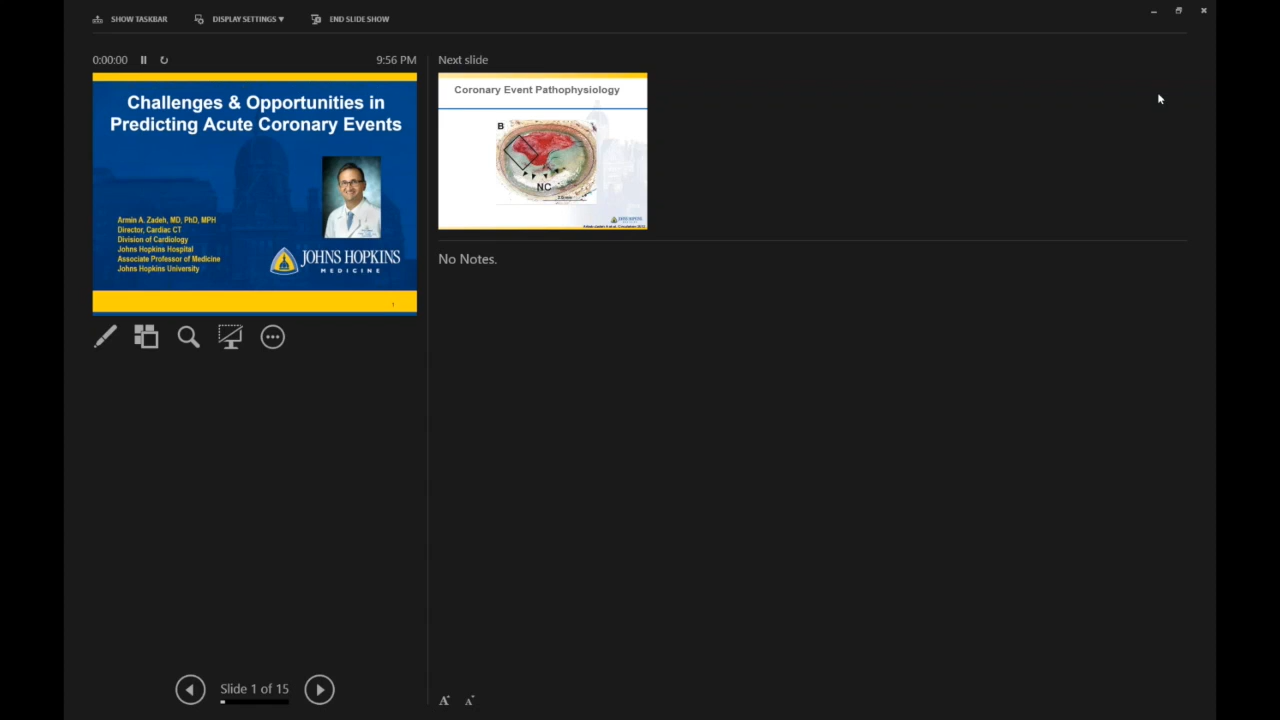 SHOW TASKBAR
DISPLAY SETTINGS ▼
END SLIDE SHOW
0:00:00
9:56 PM
Challenges & Opportunities in
Predicting Acute Coronary Events
Armin A. Zadeh, MD, PhD, MPH
Director, Cardiac CT
Division of Cardiology
Johns Hopkins Hospital
Associate Professor of Medicine
Johns Hopkins University
JOHNS HOPKINS
MEDICINE
1
Next slide
Coronary Event Pathophysiology
B
NC
No Notes.
Slide 1 of 15
A
A